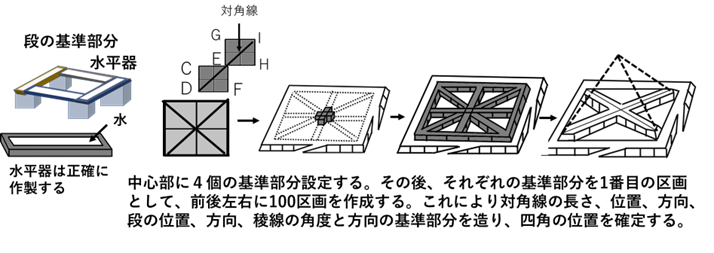 段の基準部分
水平器
水
水平器は正確に
作製する
対角線
G
I
E
H
C
D
F
中心部に４個の基準部分設定する。その後、それぞれの基準部分を1番目の区画
として、前後左右に100区画を作成する。これにより対角線の長さ、位置、方向、
段の位置、方向、稜線の角度と方向の基準部分を造り、四角の位置を確定する。